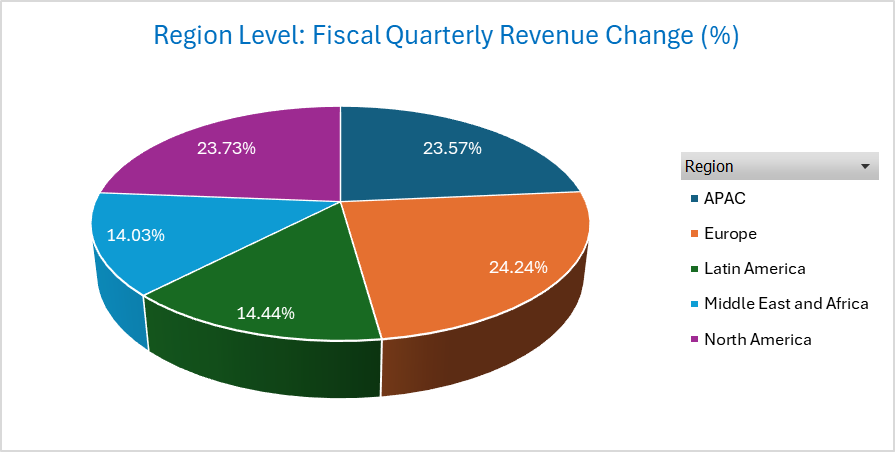 Region Level: Fiscal Quarterly Revenue Change (%)
23.73%
23.57%
14.03%
24.24%
14.44%
Region
APAC
Europe
Latin America
Middle East and Africa
North America